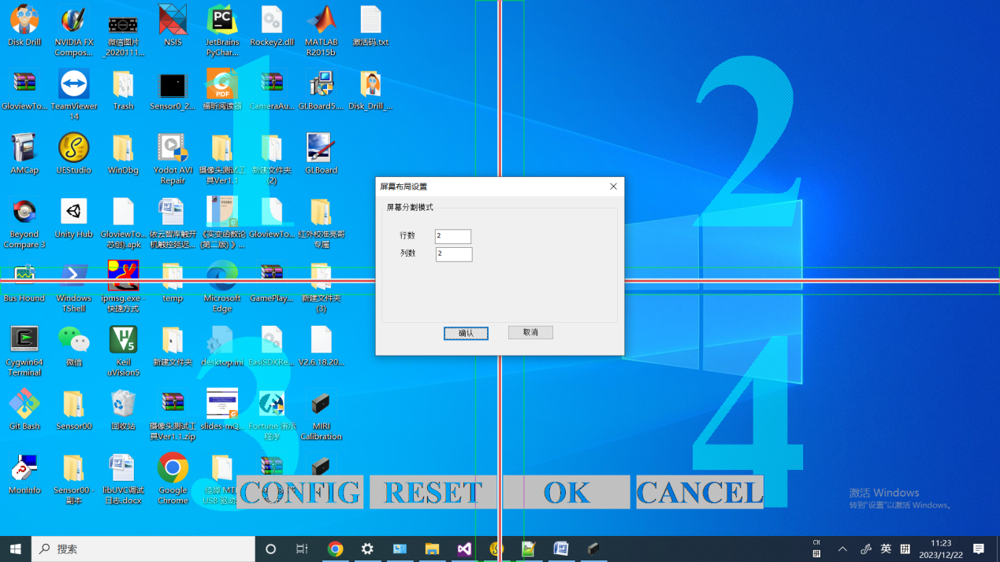 Disk Drill
NVIDIA FX
Compos...
微信图片
_2020111...
NSIS
JetBrains
PyChar...
Rockey2.dll
MATLAB
R2015b
激活码.txt
GloviewTo...
TeamViewer
14
Trash
Sensor0_2...
福昕阅读器
CameraAu...
GLBoard5....
Disk_Drill_...
AMCap
UEStudio
WinDbg
Yodot AVI
Repair
摄像头测试工
具Ver1.1
新建文件夹
(2)
GLBoard
1
2
Beyond
Compare 3
Unity Hub
GloviewTo...
芯创).apk
依云智库触开
机触控延迟...
《实变函数论
(第二版) 》...
GloviewTo...
红外校准亮哥
专属
屏幕布局设置
屏幕分割模式
行数
2
列数
2
确认
取消
Bus Hound
Windows
TShell
ipmsg.exe -
快捷方式
temp
Microsoft
Edge
GamePlay...
新建文件夹
(3)
Cygwin64
Terminal
微信
Keil
uVision5
新建文件夹
desktop.ini
EasiSDKRe...
V2.6.18.20...
3
4
Git Bash
Sensor00
回收站
摄像头测试工
具Ver1.1.zip
slides-mQ...
Fortune 演示
程序
MIRI
Calibration
MonInfo
Sensor00 -
副本
libUVC调试
日志.docx
Google
Chrome
USB 驱动...
CONFIG
RESET
OK
CANCEL
激活 Windows
转到"设置"以激活 Windows。
搜索
CH
英
11:23
2023/12/22